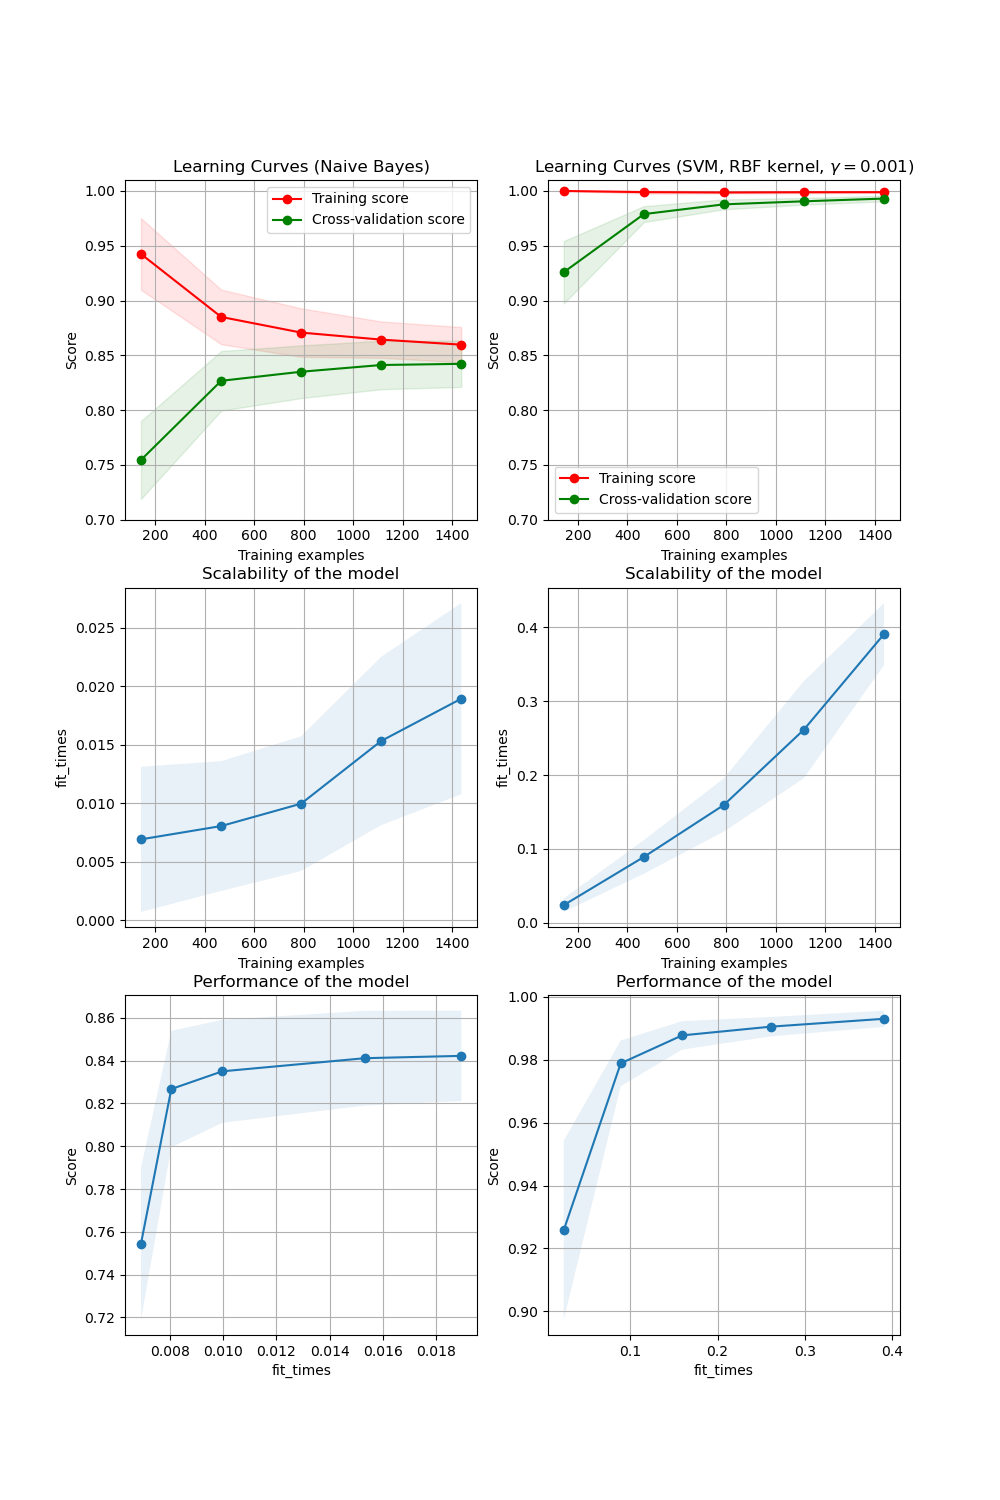 Learning Curves (Naive Bayes)
1.00
0.95
0.90
0.85
0.80
0.75
0.70
Score
Training score
Cross-validation score
200 400 600 800 1000 1200 1400
Training examples
Learning Curves (SVM, RBF kernel, γ = 0.001)
1.00
0.95
0.90
0.85
0.80
0.75
0.70
Score
Training score
Cross-validation score
200 400 600 800 1000 1200 1400
Training examples
Scalability of the model
0.025
0.020
0.015
0.010
0.005
0.000
fit_times
200 400 600 800 1000 1200 1400
Training examples
Scalability of the model
0.4
0.3
0.2
0.1
0.0
fit_times
200 400 600 800 1000 1200 1400
Training examples
Performance of the model
0.86
0.84
0.82
0.80
0.78
0.76
0.74
0.72
Score
0.008 0.010 0.012 0.014 0.016 0.018
fit_times
Performance of the model
1.00
0.98
0.96
0.94
0.92
0.90
Score
0.1 0.2 0.3 0.4
fit_times